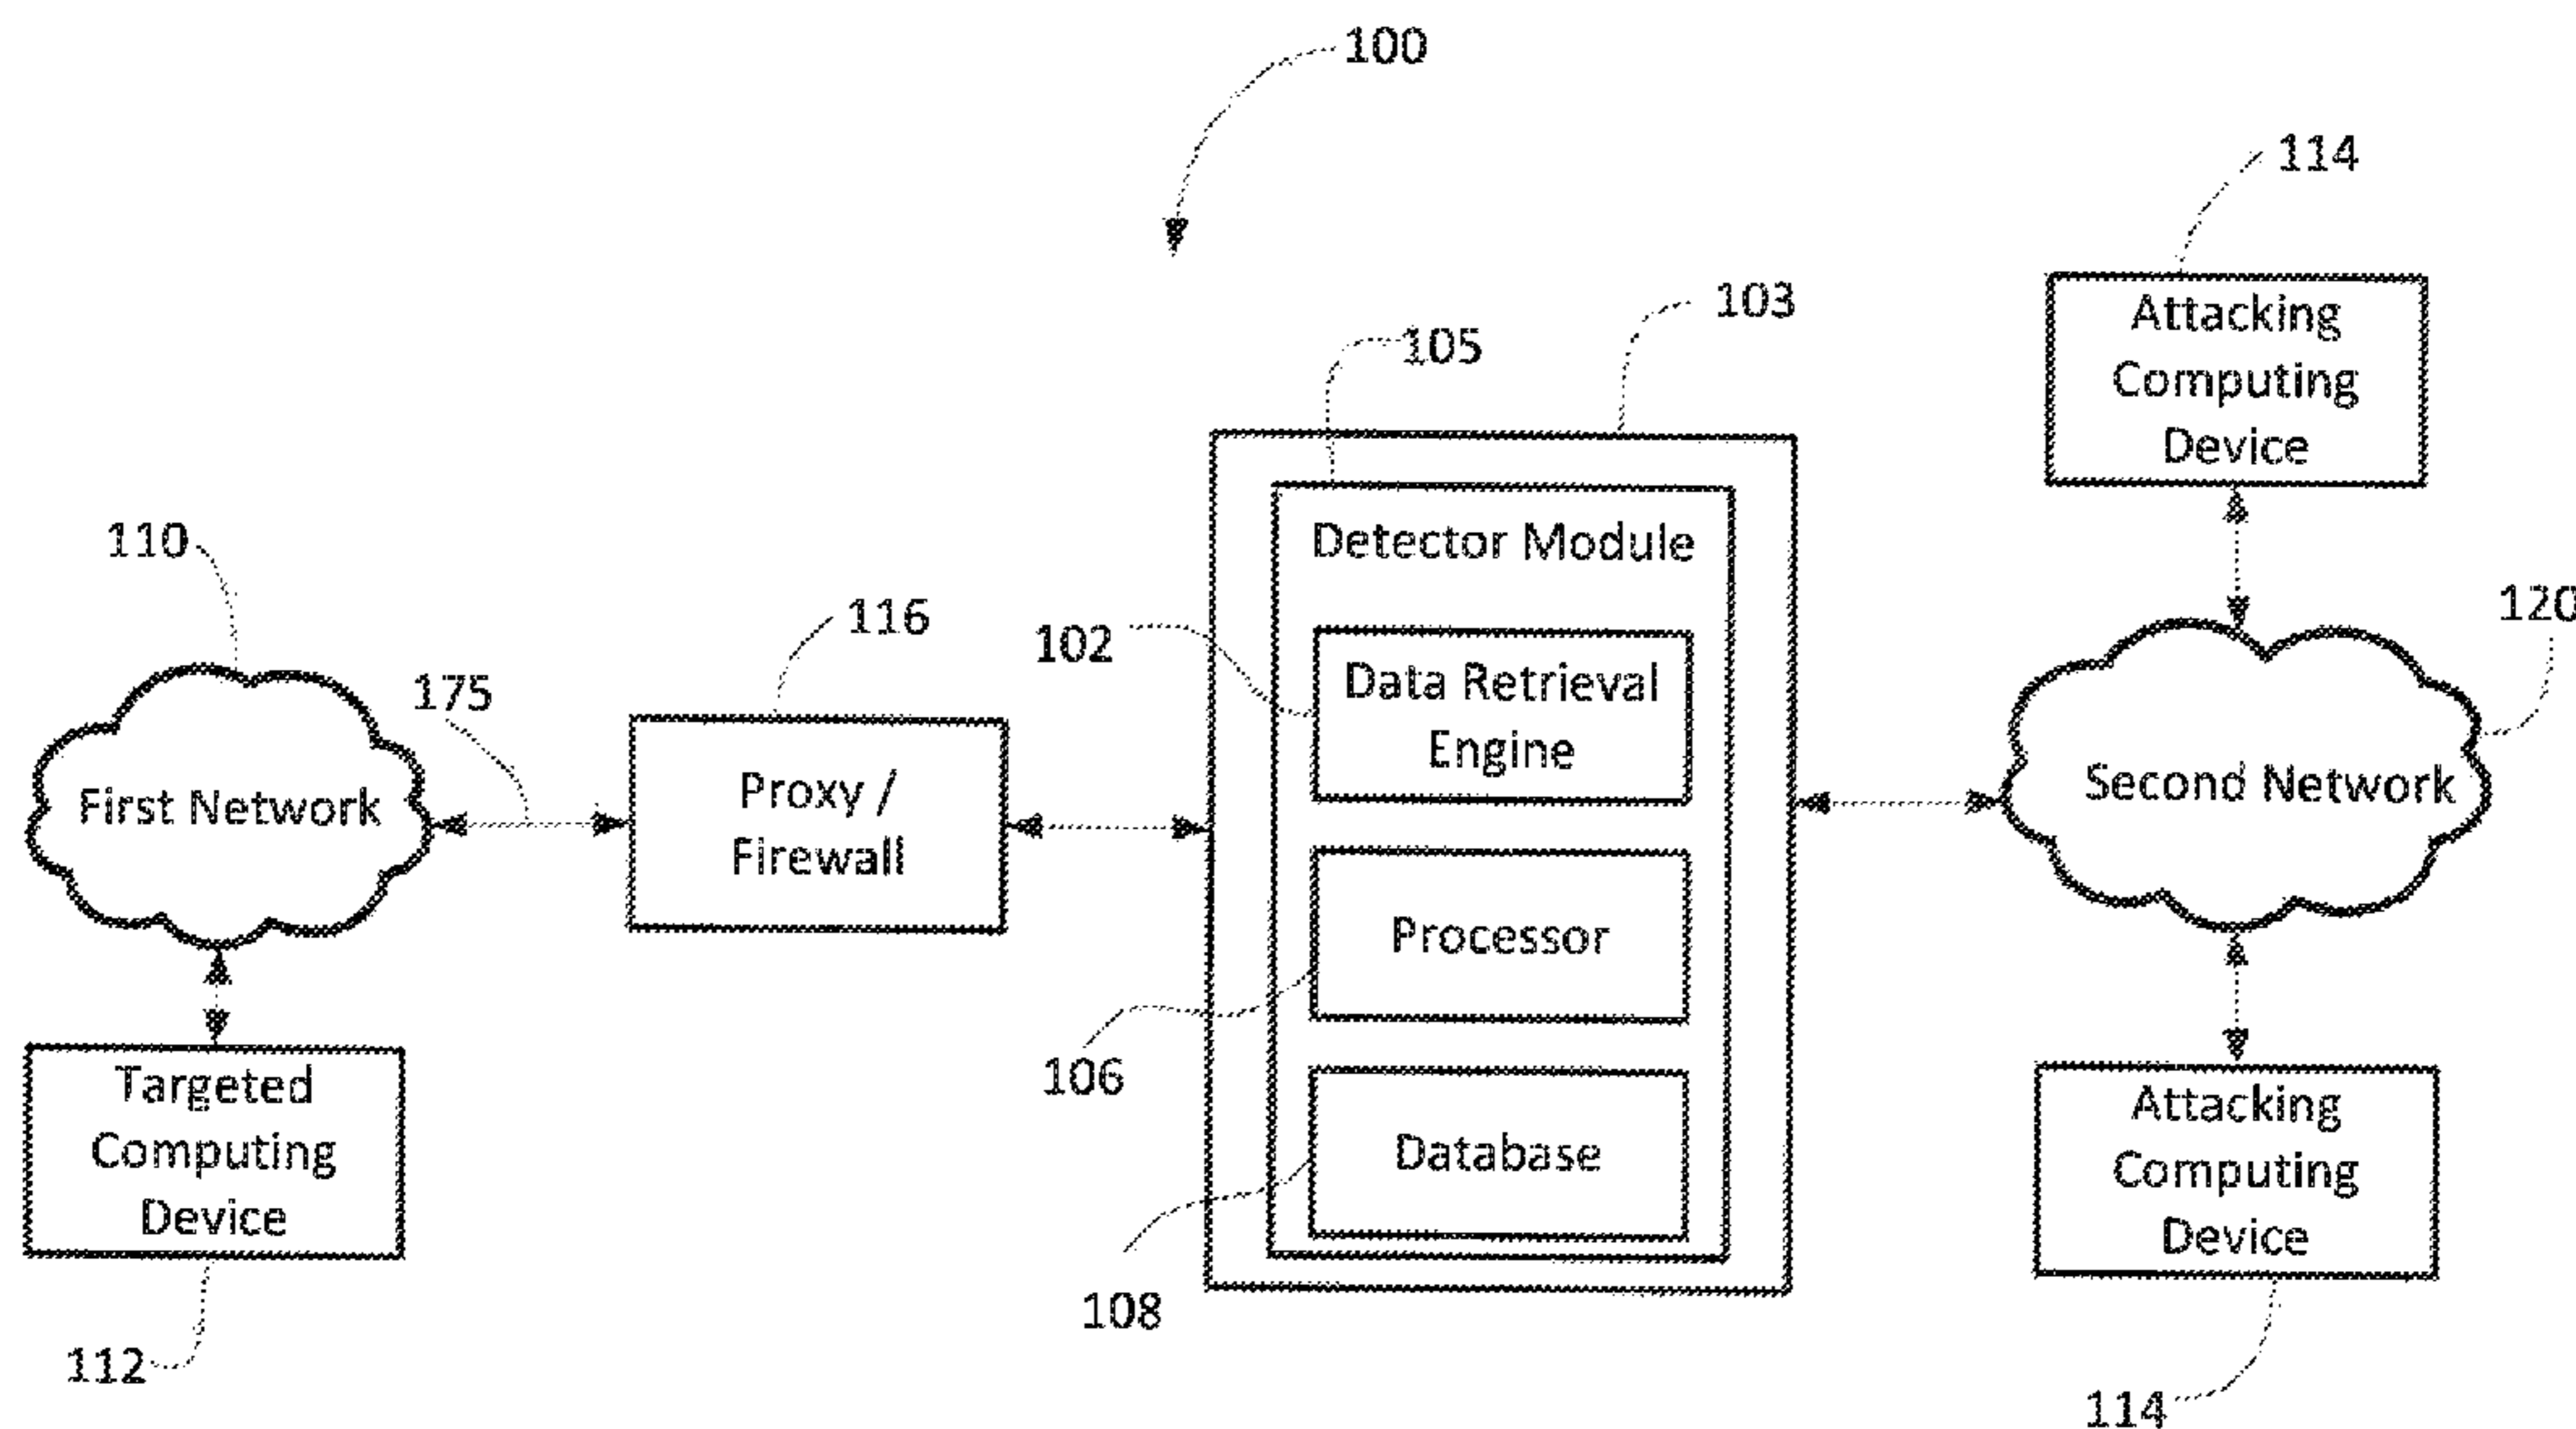 100
114
103
105
Attacking
Computing
Device
110
Detector Module
116
102
120
175
Data Retrieval
Engine
First Network
Proxy /
Firewall
Second Network
Processor
106
Targeted
Computing
Device
Database
Attacking
Computing
Device
108
112
114